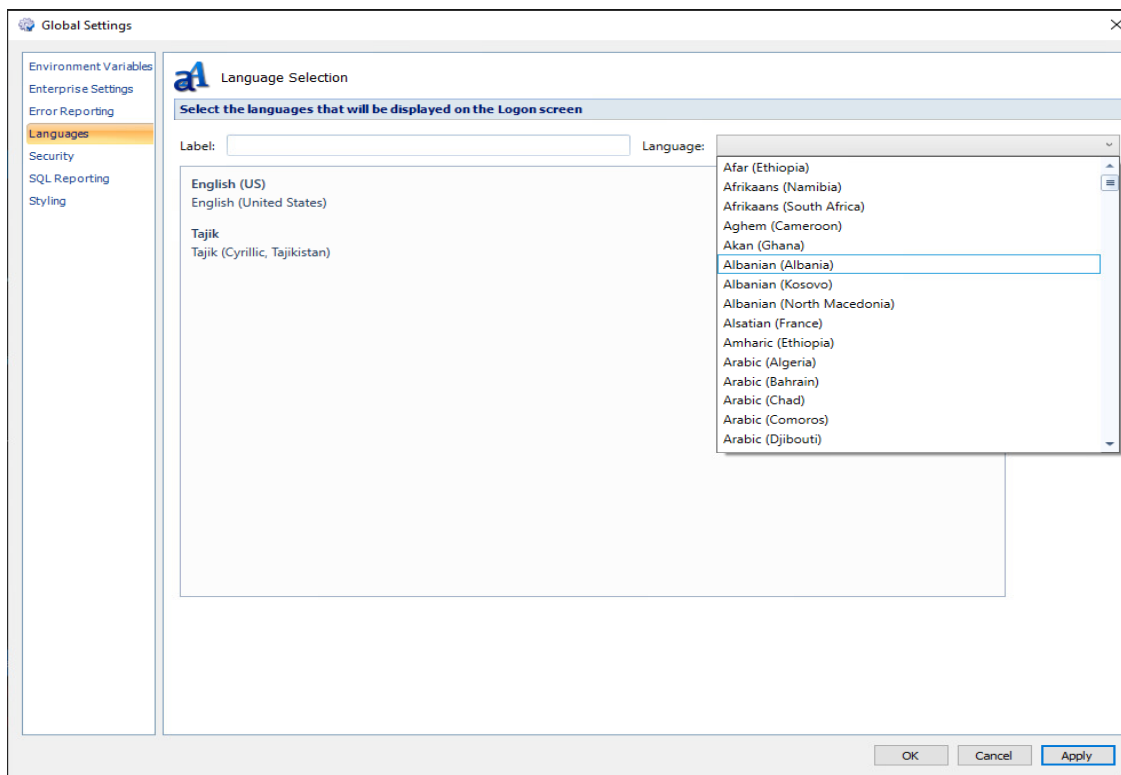 Global Settings
Environment Variables
Enterprise Settings
Error Reporting
Languages
Security
SQL Reporting
Styling
aA Language Selection
Select the languages that will be displayed on the Logon screen
Label: Language:
English (US)
English (United States)
Tajik
Tajik (Cyrillic, Tajikistan)
Afar (Ethiopia)
Afrikaans (Namibia)
Afrikaans (South Africa)
Aghem (Cameroon)
Akan (Ghana)
Albanian (Albania)
Albanian (Kosovo)
Albanian (North Macedonia)
Alsatian (France)
Amharic (Ethiopia)
Arabic (Algeria)
Arabic (Bahrain)
Arabic (Chad)
Arabic (Comoros)
Arabic (Djibouti)
OK Cancel Apply